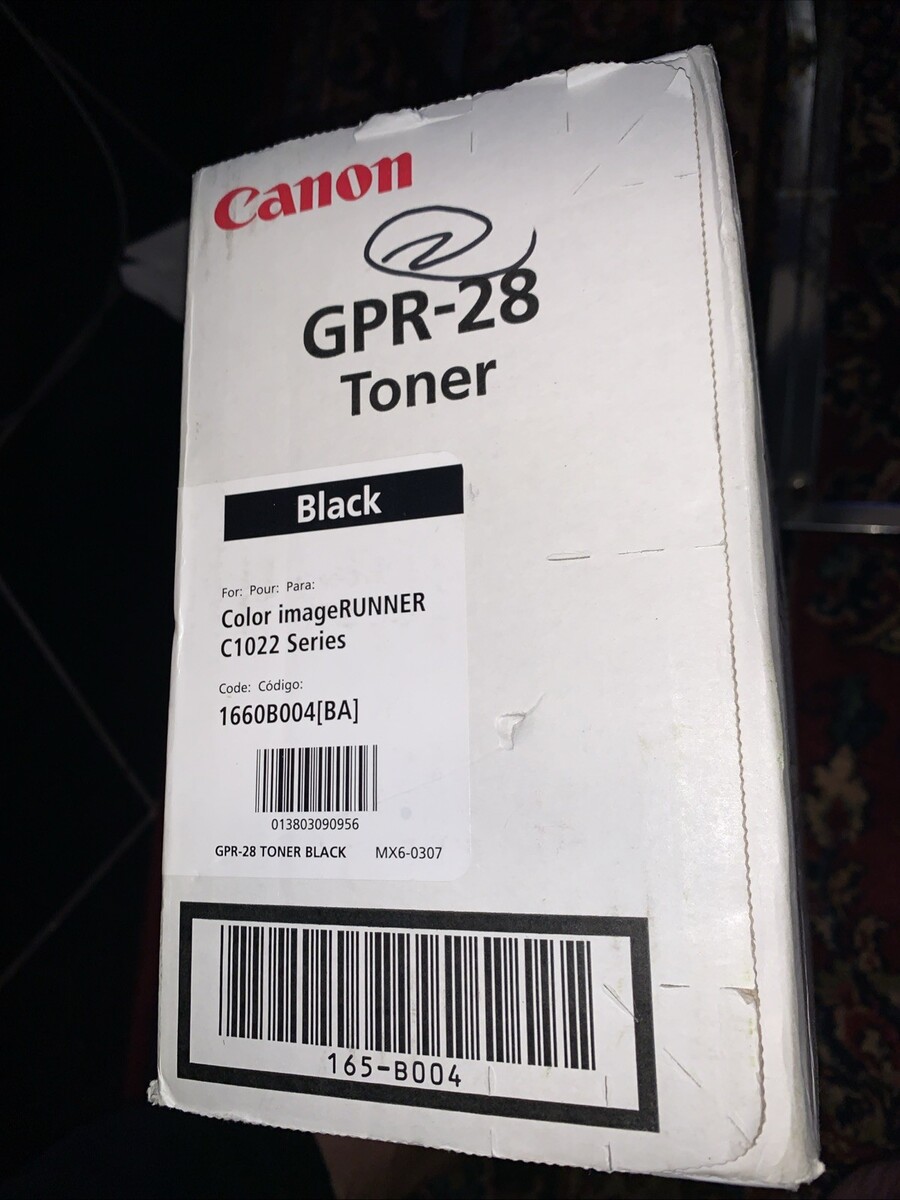 Canon
2
GPR-28
Toner
Black
For: Pour: Para:
Color imageRUNNER
C1022 Series
Code: Código:
1660B004[BA]
013803090956
GPR-28 TONER BLACK MX6-0307
165-B004